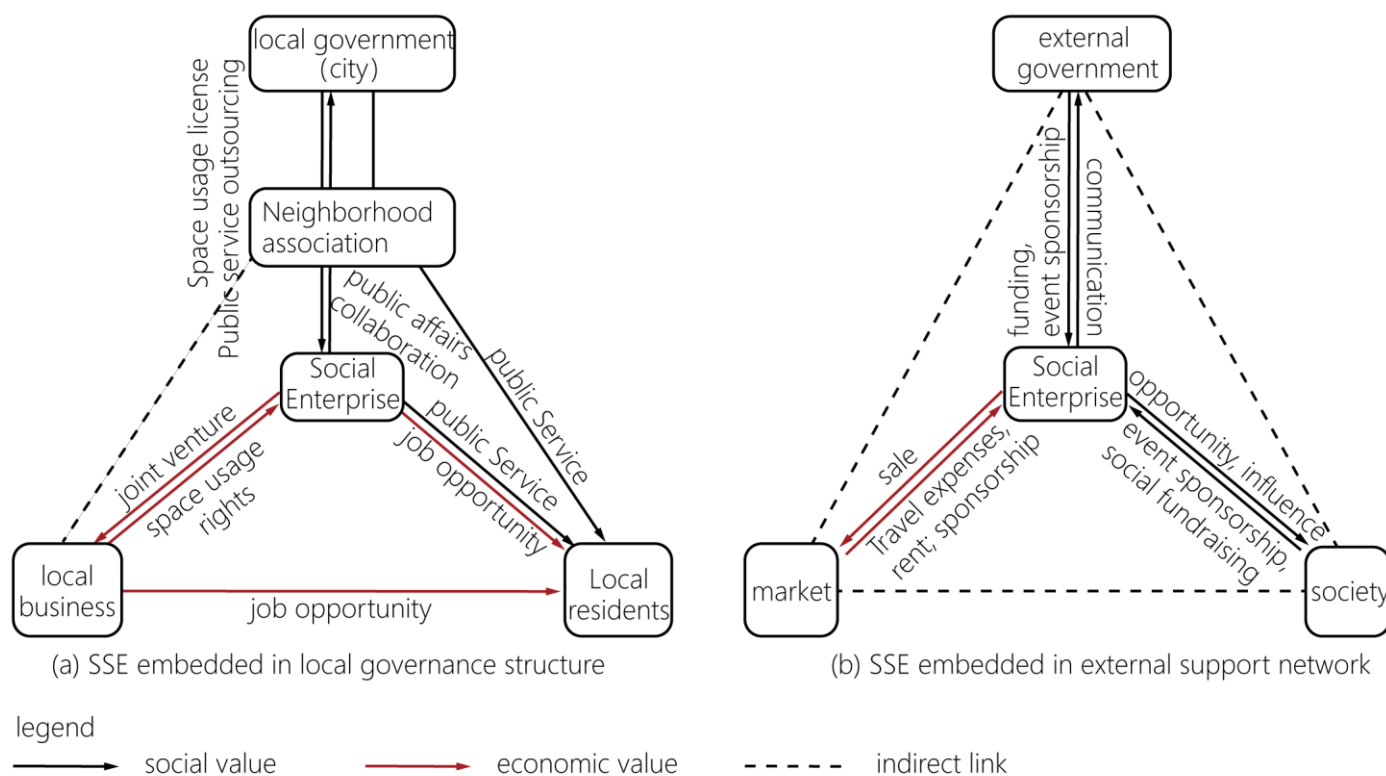 local government
(city)
Space usage license
Public service outsourcing
Neighborhood
association
public affairs
collaboration
public Service
Social
Enterprise
joint venture
space usage
rights
public Service
job opportunity
local
business
job opportunity
Local
residents
(a) SSE embedded in local governance structure
external
government
funding,
event sponsorship
communication
Social
Enterprise
sale
Travel expenses,
rent; sponsorship
opportunity, influence
event sponsorship,
social fundraising
market
society
(b) SSE embedded in external support network
legend
social value
economic value
indirect link